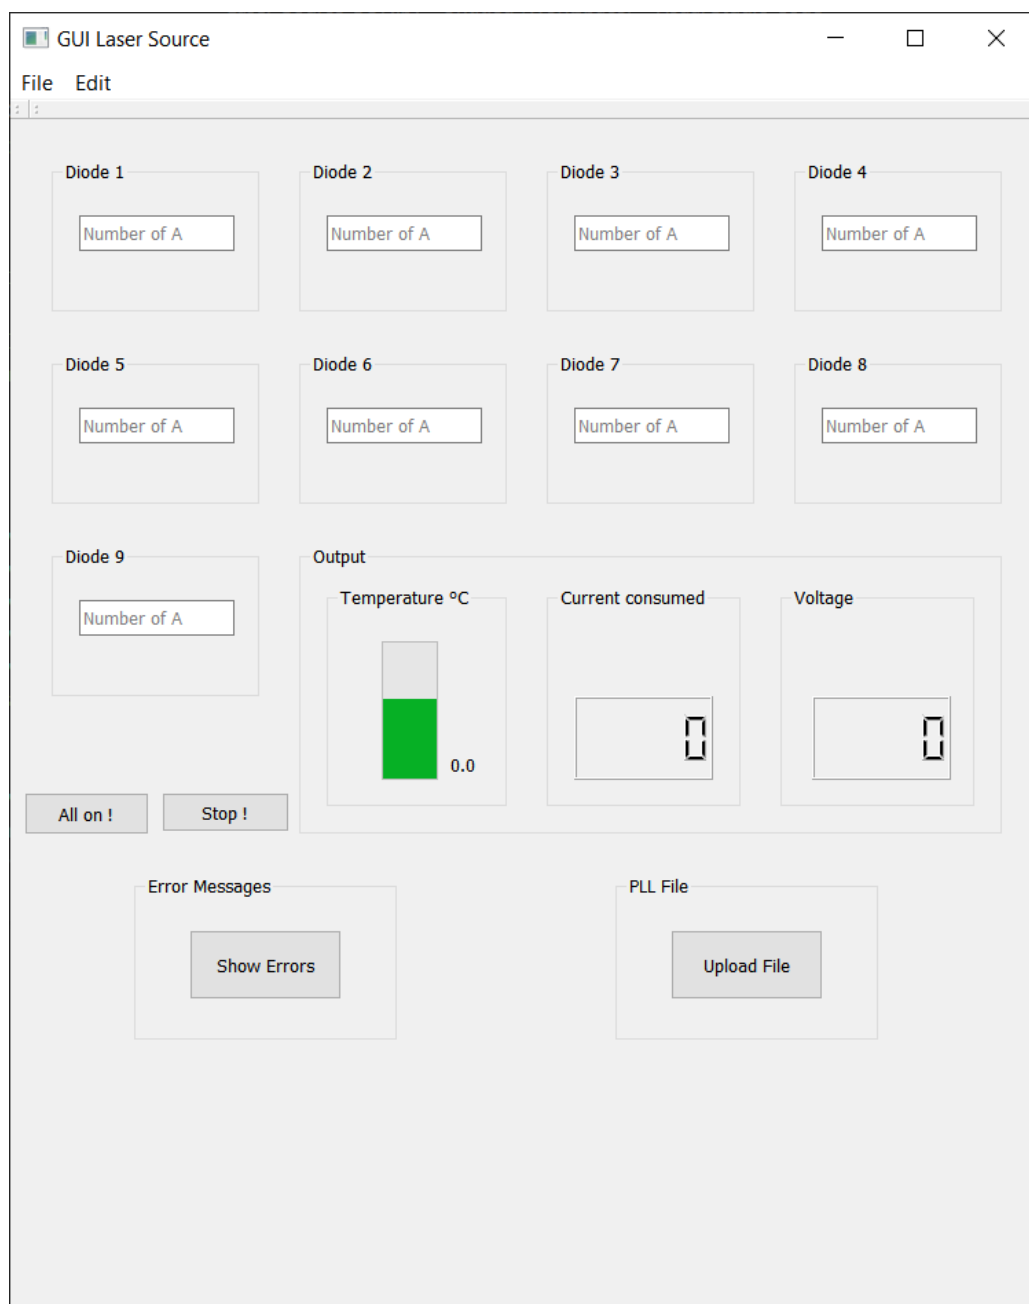 GUI Laser Source
File Edit
Diode 1 Diode 2 Diode 3 Diode 4
Number of A Number of A Number of A Number of A
Diode 5 Diode 6 Diode 7 Diode 8
Number of A Number of A Number of A Number of A
Diode 9 Output
Temperature ºC Current consumed Voltage
Number of A
0 0
0.0
All on ! Stop !
Error Messages PLL File
Show Errors Upload File